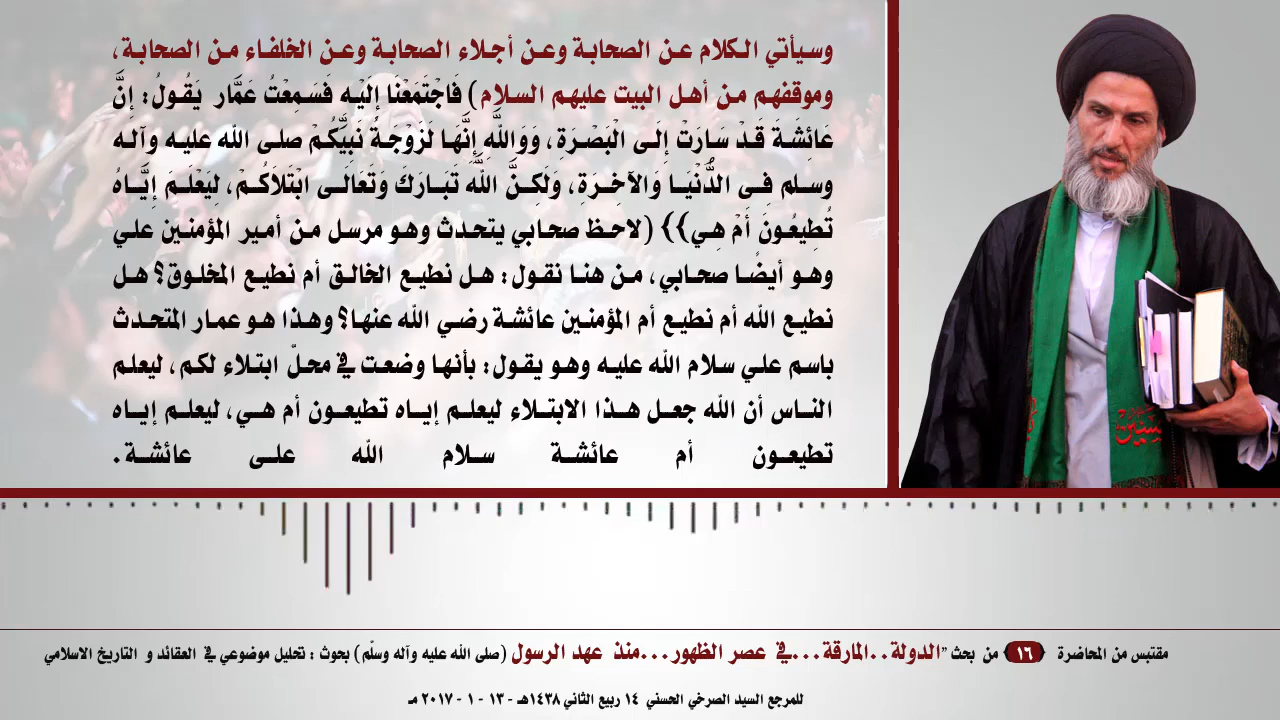 وسيأتي الكلام عن الصحابة وعن أجلاء الصحابة وعن الخلفاء من الصحابة،
وموقفهم من أهل البيت عليهم السلام) فَاجْتَمَعْنَا إِلَيْهِ فَسَمِعْتُ عَمَّار يَقُولُ: إِنَّ
عَائِشَةَ قَدْ سَارَتْ إِلَى الْبَصْرَةِ، وَوَاللَّهِ إِنَّهَا لَزَوْجَةُ نَبِيِّكُمْ صلى الله عليه وآله
وسلم فِي الدُّنْيَا وَالآخِرَةِ، وَلَكِنَّ اللَّهَ تَبَارَكَ وَتَعَالَى ابْتَلاَكُمْ، لِيَعْلَمَ إِيَّاهُ
تُطِيعُونَ أَمْ هِي}} (لاحظ صحابي يتحدث وهو مرسل من أمير المؤمنين علي
وهو أيضًا صحابي، من هنا نقول: هل نطيع الخالق أم نطيع المخلوق؟ هل
نطيع الله أم نطيع أم المؤمنين عائشة رضي الله عنها؟ وهذا هو عمار المتحدث
باسم علي سلام الله عليه وهو يقول: بأنها وضعت في محلّ ابتلاء لكم، ليعلم
الناس أن الله جعل هذا الابتلاء ليعلم إياه تطيعون أم هي، ليعلم إياه
تطيعون أم عائشة سلام الله على عائشة.
مقتبس من المحاضرة {١٦} من بحث "الدولة..المارقة...في عصر الظهور...منذ عهد الرسول (صلى الله عليه وآله وسلّم) بحوث : تحليل موضوعي في العقائد و التاريخ الاسلامي
للمرجع السيد الصرخي الحسني ١٤ ربيع الثاني ١٤٣٨هـ - ١٣ - ١ - ٢٠١٧ مـ